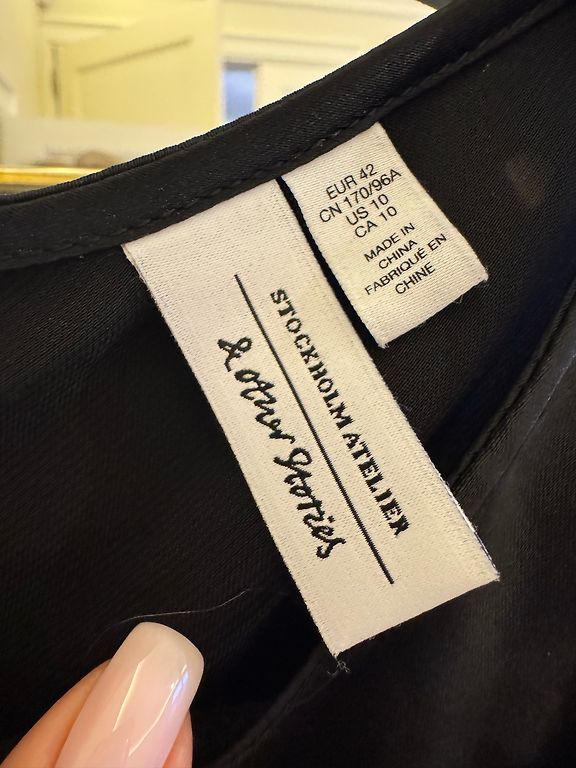 EUR 42
CN 170/96A
US 10
CA 10
MADE IN
CHINA
FABRIQUÉ EN
CHINE
STOCKHOLM ATELIER
& other Stories